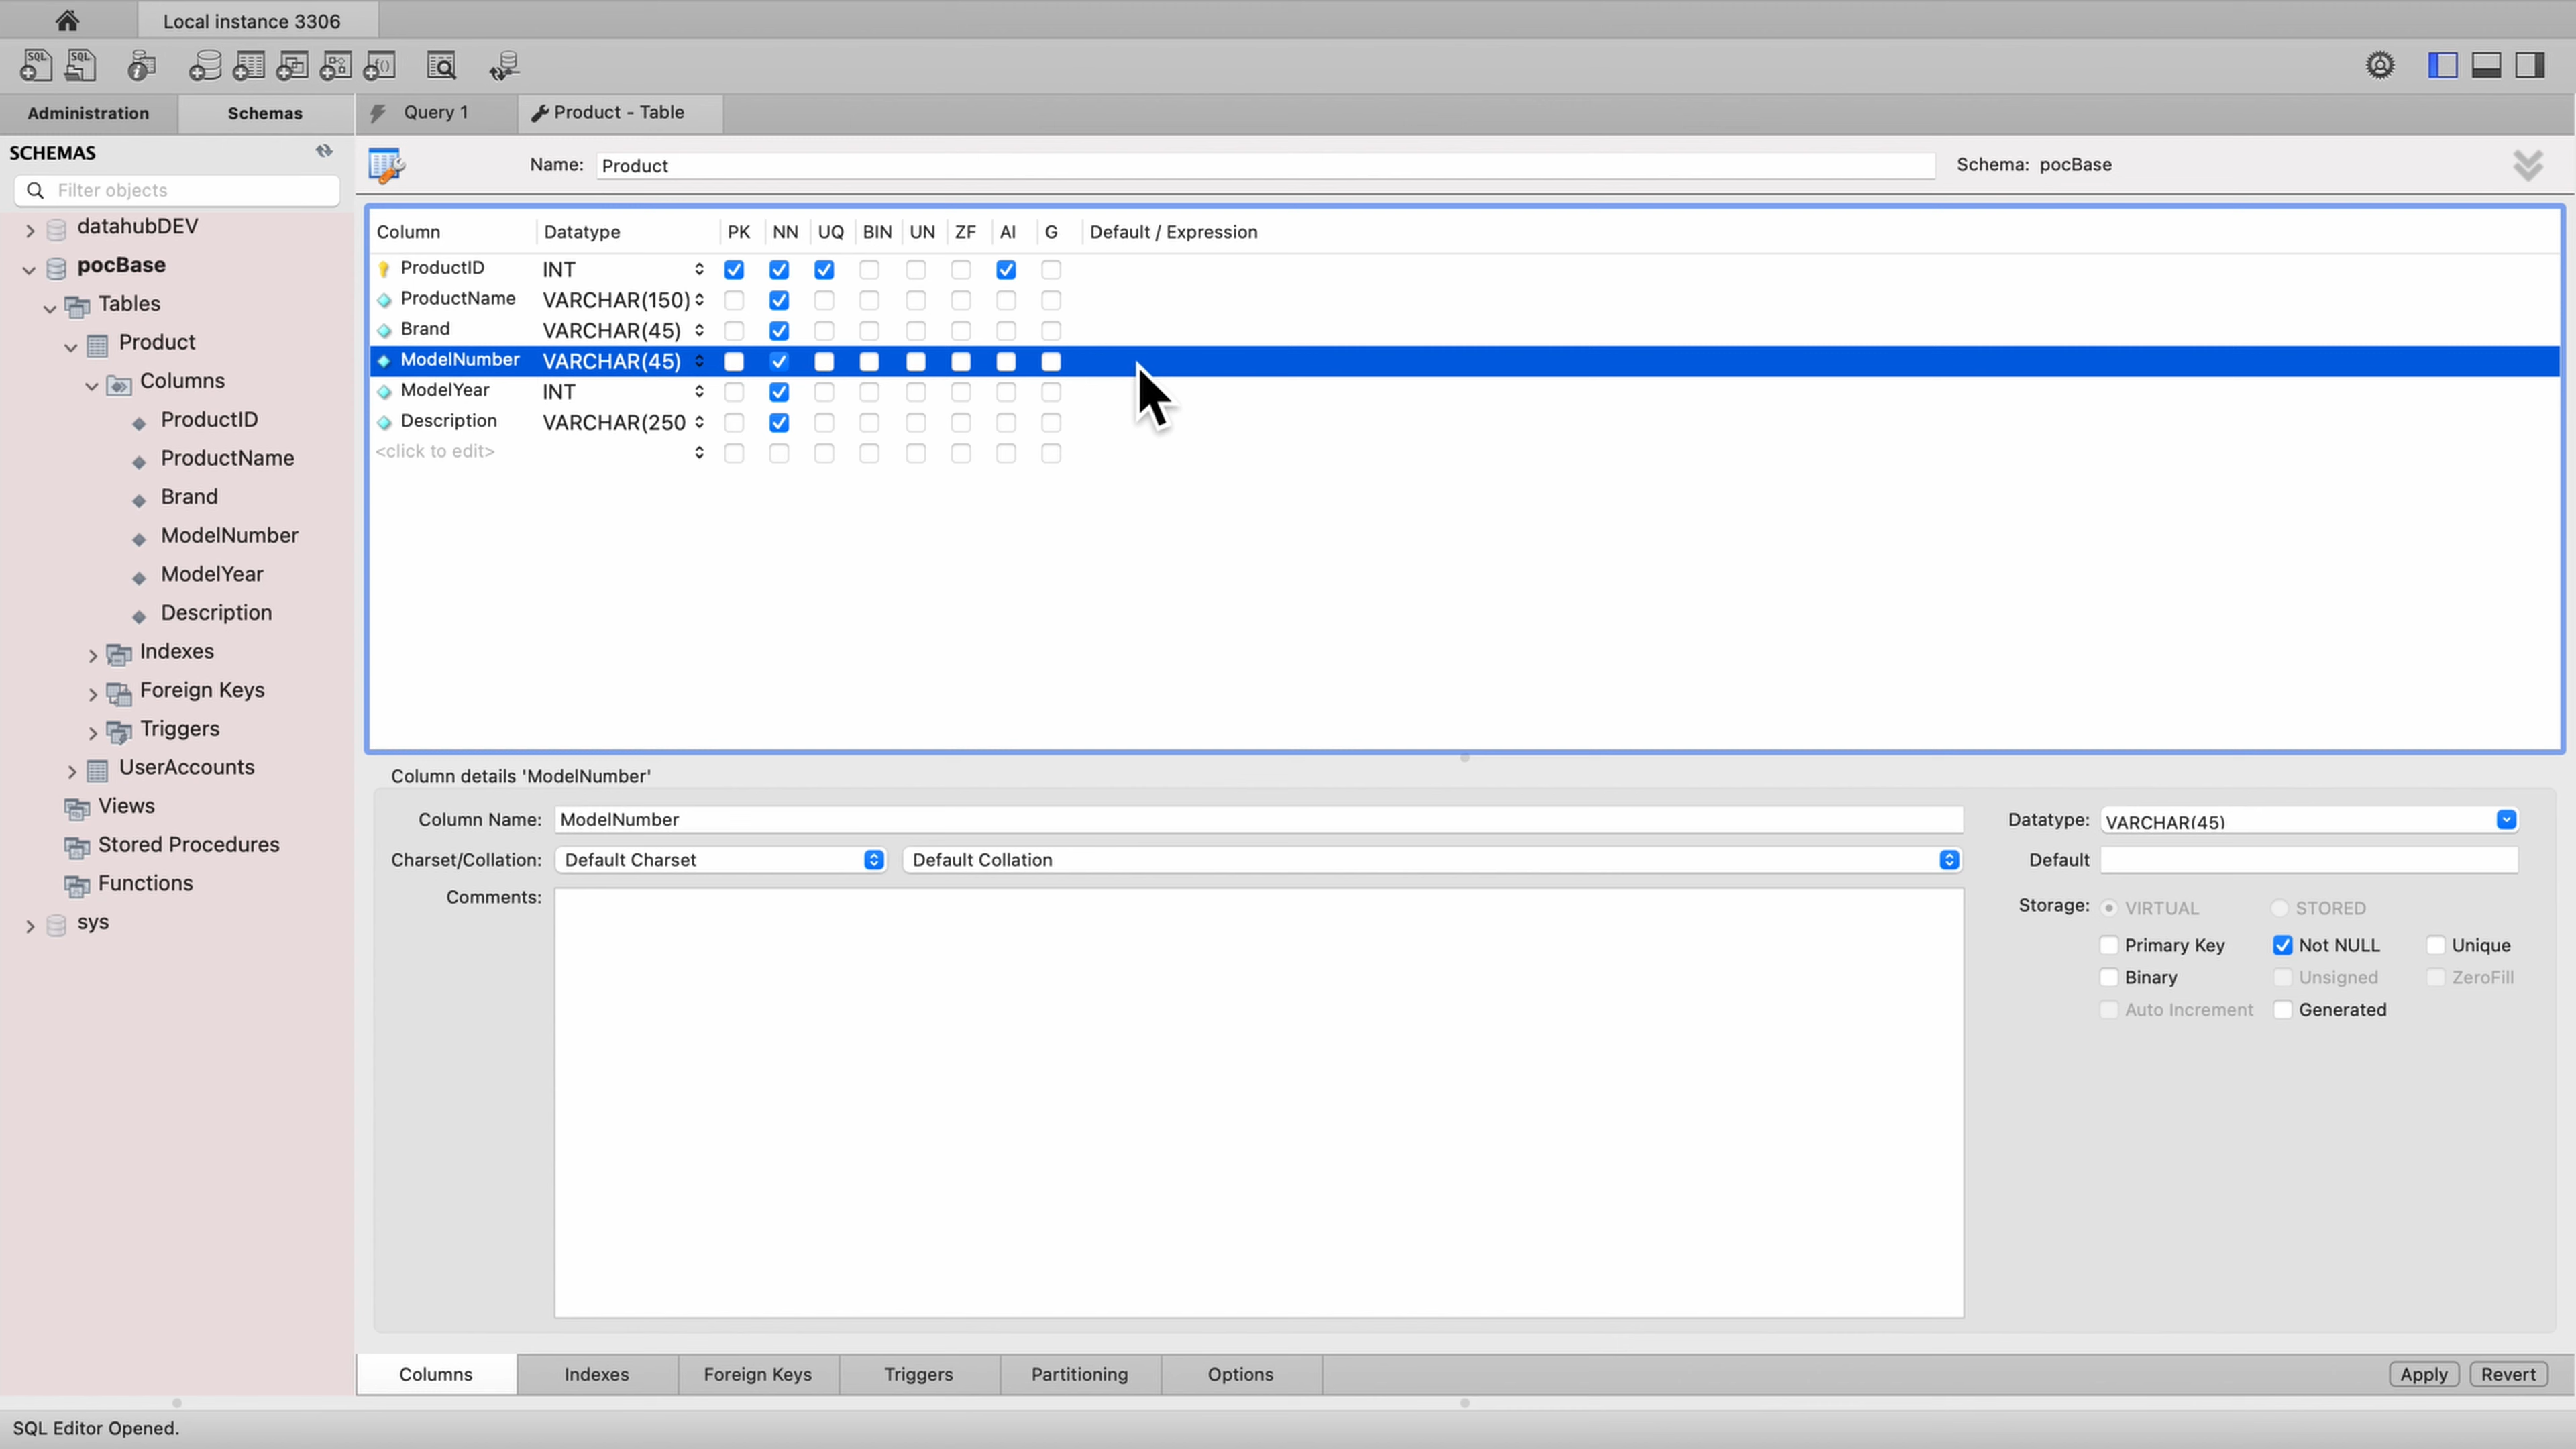 Local instance 3306
SQL SQL
Administration Schemas Query 1 Product - Table
SCHEMAS
Filter objects
Name: Product Schema: pocBase
datahubDEV
pocBase
Tables
Product
Columns
ProductID
ProductName
Brand
ModelNumber
ModelYear
Description
Indexes
Foreign Keys
Triggers
UserAccounts
Views
Stored Procedures
Functions
sys
Column Datatype PK NN UQ BIN UN ZF AI G Default / Expression
ProductID INT
ProductName VARCHAR(150)
Brand VARCHAR(45)
ModelNumber VARCHAR(45)
ModelYear INT
Description VARCHAR(250
<click to edit>
Column details 'ModelNumber'
Column Name: ModelNumber Datatype: VARCHAR(45)
Charset/Collation: Default Charset Default Collation Default
Comments:
Storage: VIRTUAL STORED
Primary Key Not NULL Unique
Binary Unsigned ZeroFill
Auto Increment Generated
Columns Indexes Foreign Keys Triggers Partitioning Options Apply Revert
SQL Editor Opened.